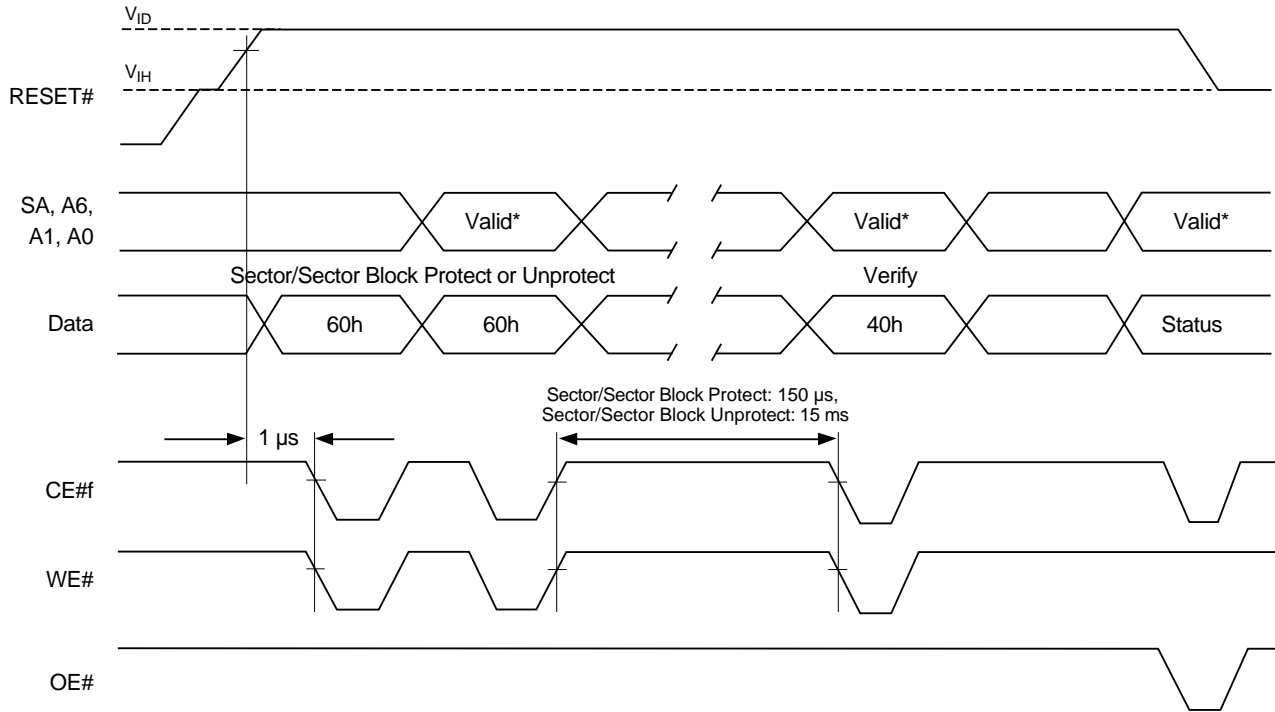 VID
VIH
RESET#
SA, A6,
A1, A0
Valid*
Valid*
Valid*
Sector/Sector Block Protect or Unprotect
Verify
Data
60h
60h
40h
Status
Sector/Sector Block Protect: 150 µs,
Sector/Sector Block Unprotect: 15 ms
1 µs
CE#f
WE#
OE#